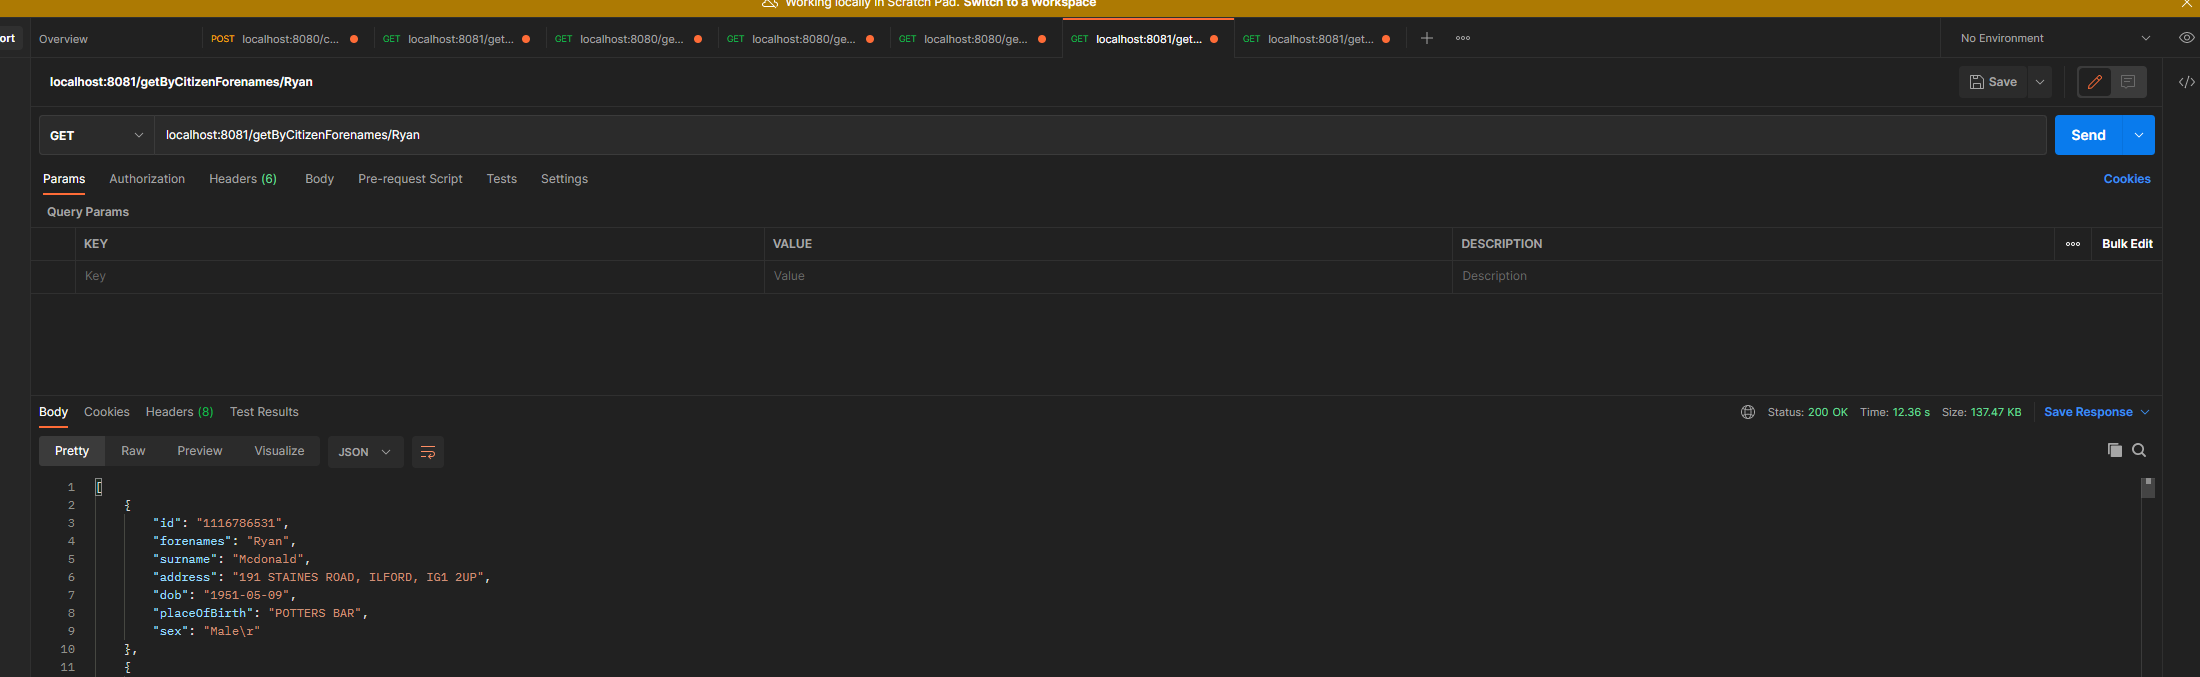 Working locally in Scratch Pad. Switch to a Workspace
ort
Overview
POST localhost:8080/c...
GET localhost:8081/get...
GET localhost:8080/ge...
GET localhost:8080/ge...
GET localhost:8080/ge...
GET localhost:8081/get...
GET localhost:8081/get...
No Environment
localhost:8081/getByCitizenForenames/Ryan
Save
GET
localhost:8081/getByCitizenForenames/Ryan
Send
Params Authorization Headers (6) Body Pre-request Script Tests Settings Cookies
Query Params
KEY VALUE DESCRIPTION Bulk Edit
Key Value Description
Body Cookies Headers (8) Test Results Status: 200 OK Time: 12.36 s Size: 137.47 KB Save Response
Pretty Raw Preview Visualize JSON
1 [
2 {
3 "id": "1116786531",
4 "forenames": "Ryan",
5 "surname": "Mcdonald",
6 "address": "191 STAINES ROAD, ILFORD, IG1 2UP",
7 "dob": "1951-05-09",
8 "placeOfBirth": "POTTERS BAR",
9 "sex": "Male\r"
10 },
11 {